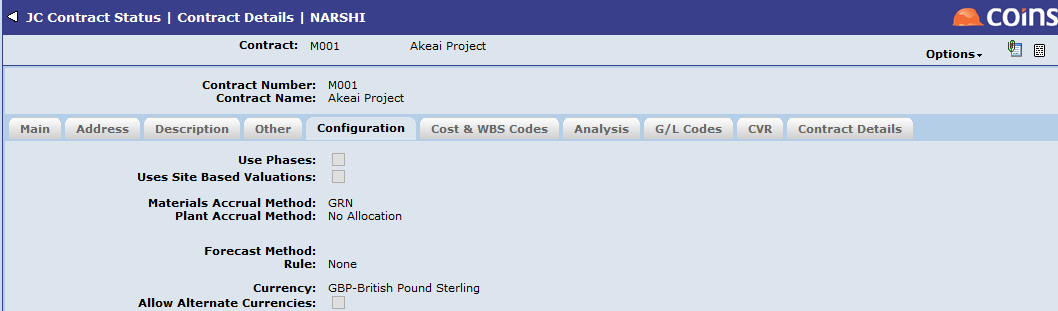 JC Contract Status | Contract Details | NARSHI
coins
Contract: M001 Akeai Project
Options
Contract Number: M001
Contract Name: Akeai Project
Main Address Description Other Configuration Cost & WBS Codes Analysis G/L Codes CVR Contract Details
Use Phases:
Uses Site Based Valuations:
Materials Accrual Method: GRN
Plant Accrual Method: No Allocation
Forecast Method:
Rule: None
Currency: GBP-British Pound Sterling
Allow Alternate Currencies: